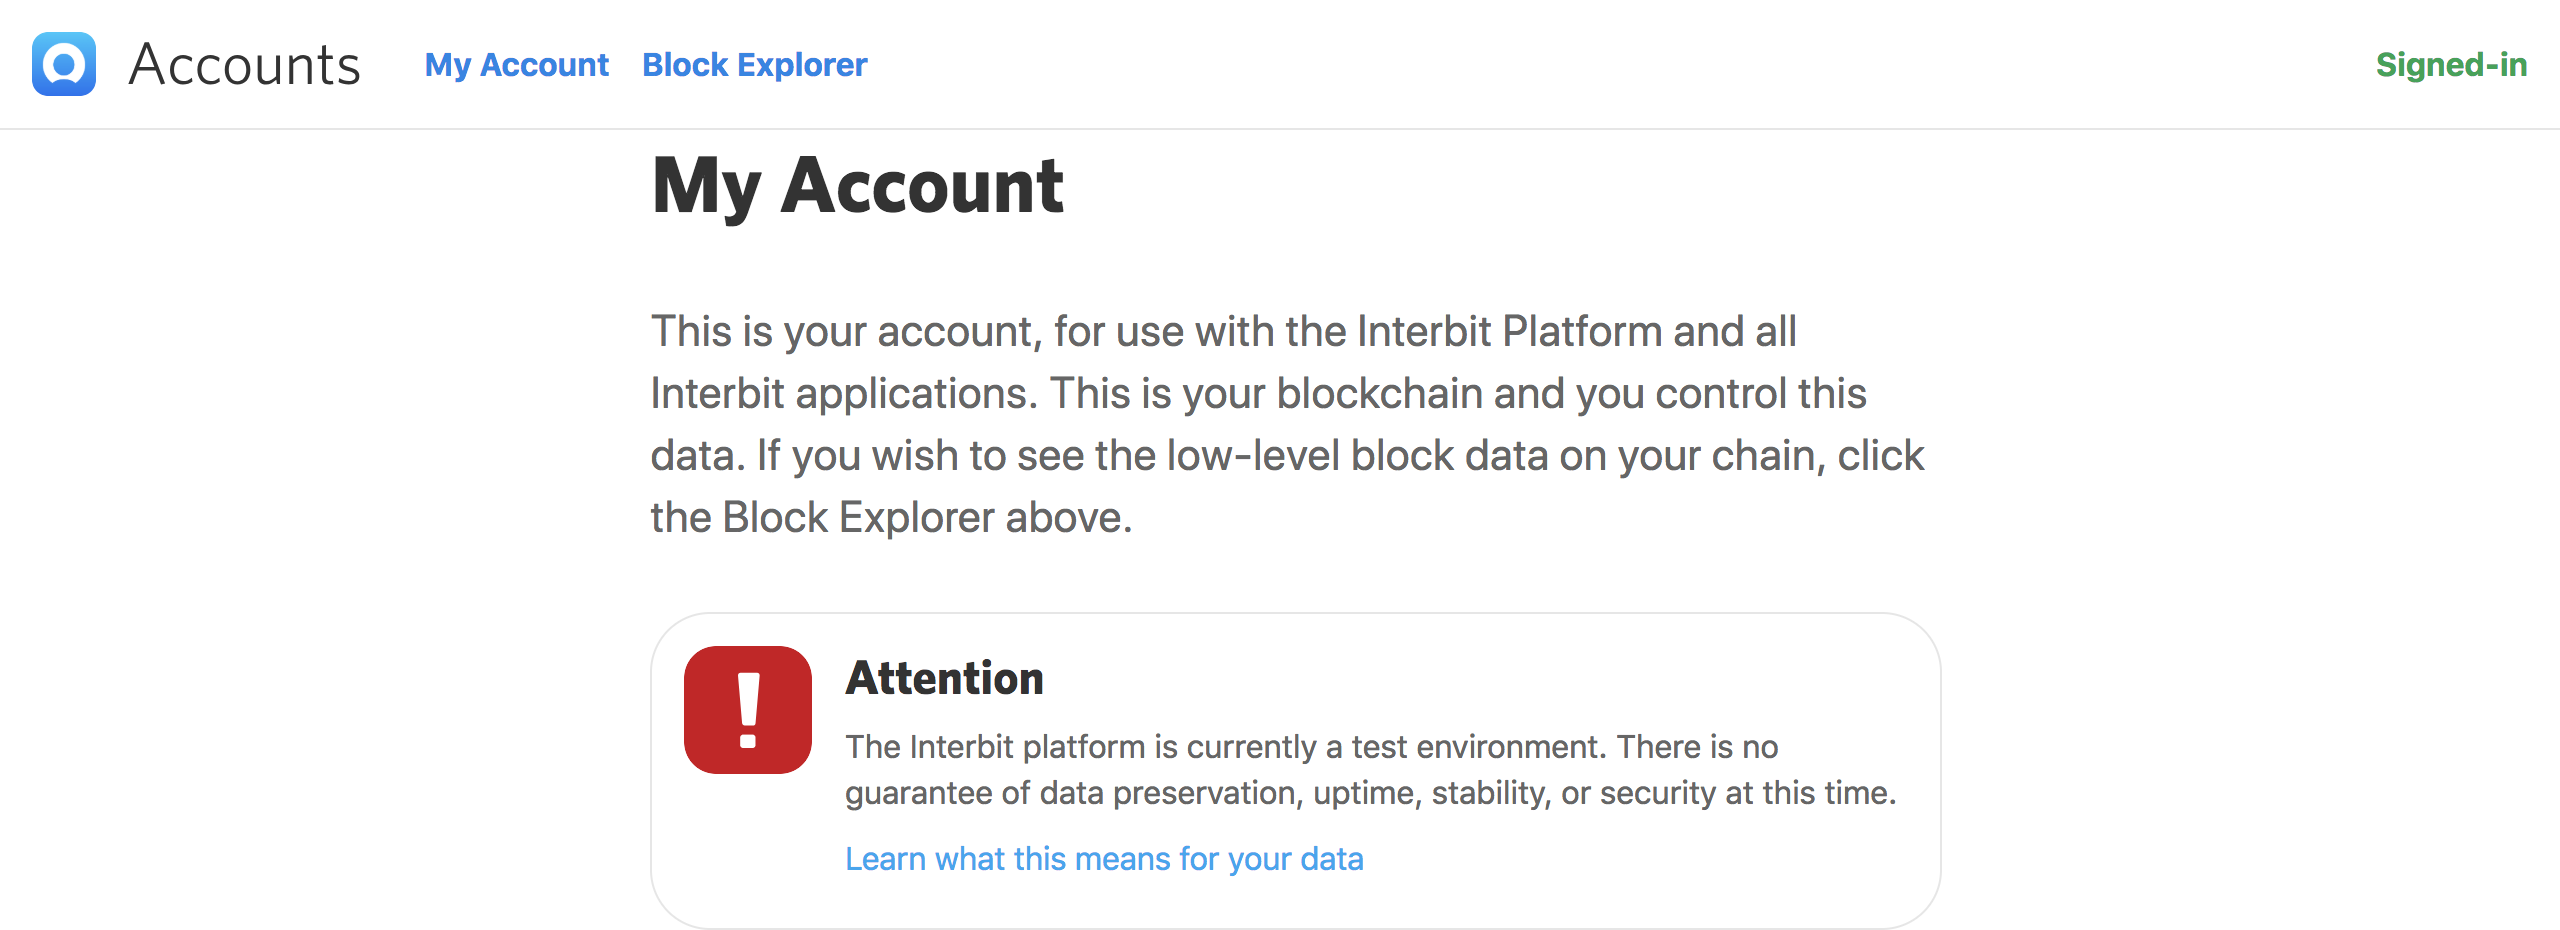 Accounts My Account Block Explorer Signed-in
My Account
This is your account, for use with the Interbit Platform and all
Interbit applications. This is your blockchain and you control this
data. If you wish to see the low-level block data on your chain, click
the Block Explorer above.
!
Attention
The Interbit platform is currently a test environment. There is no
guarantee of data preservation, uptime, stability, or security at this time.
Learn what this means for your data